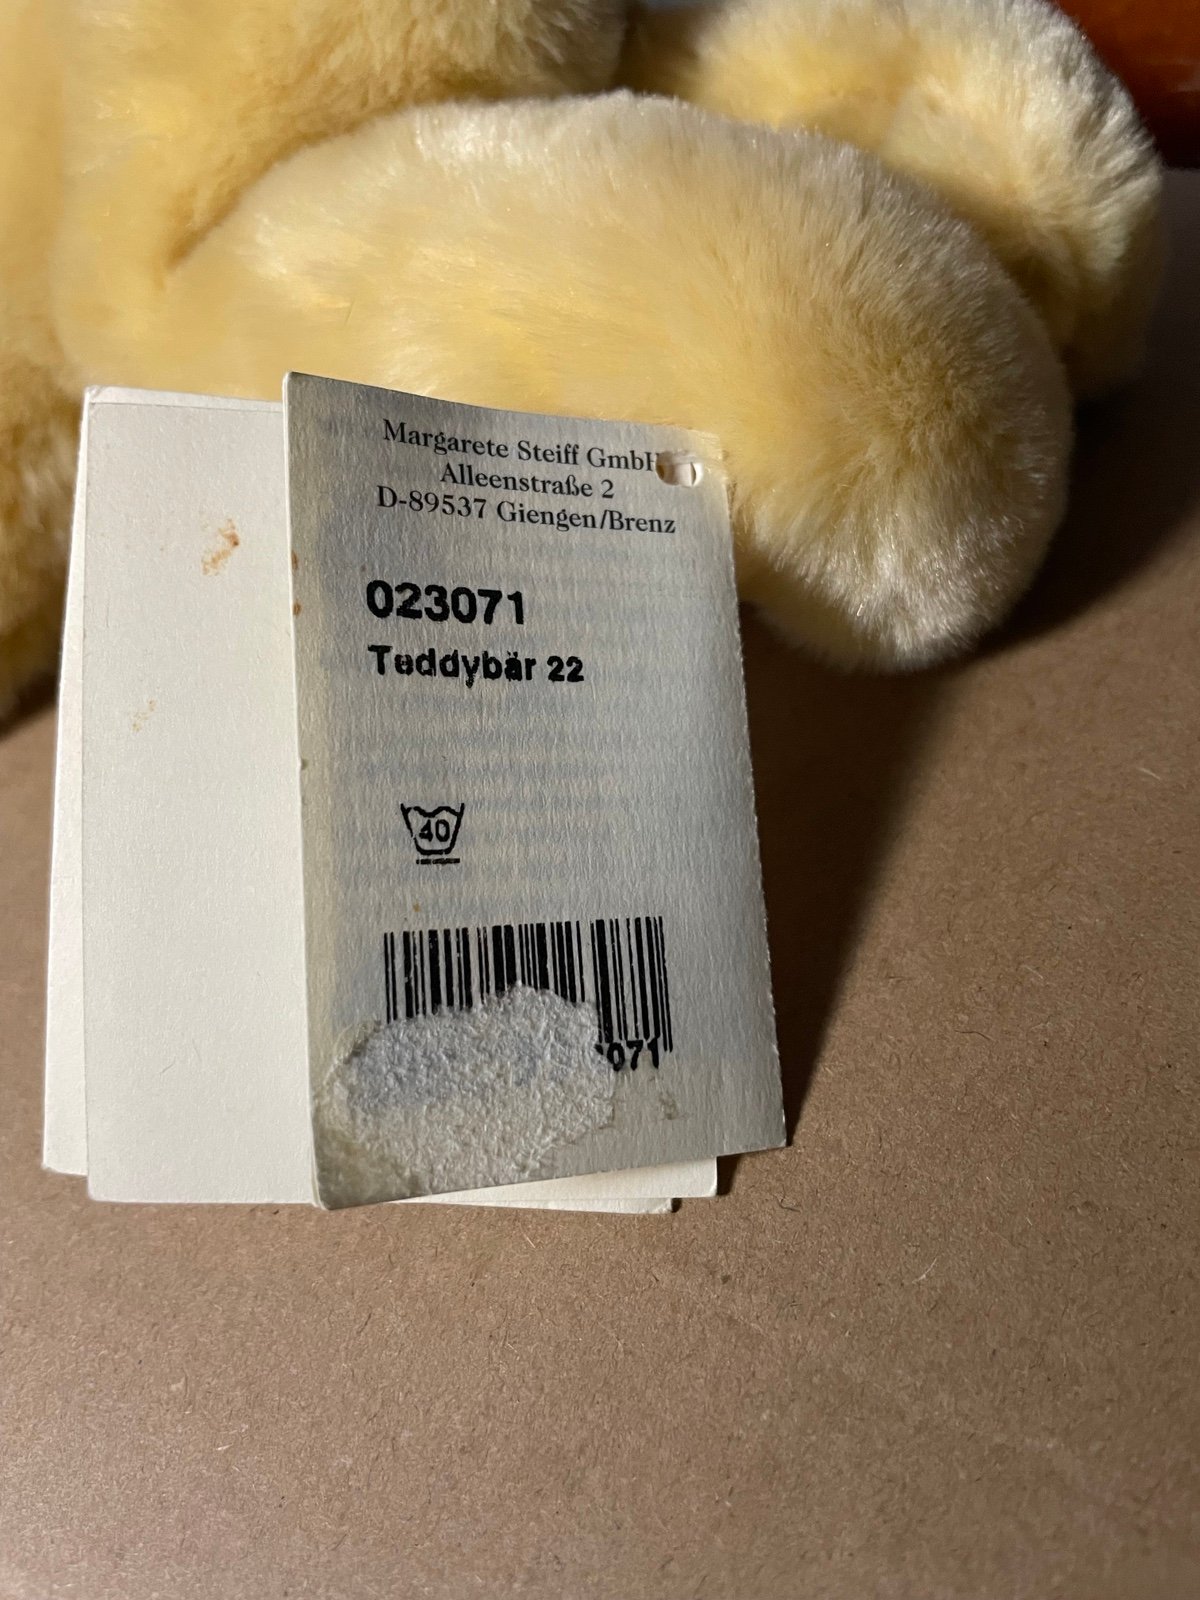 Margarete Steiff GmbH
Alleenstraße 2
D-89537 Giengen/Brenz
023071
Teddybär 22
40
071